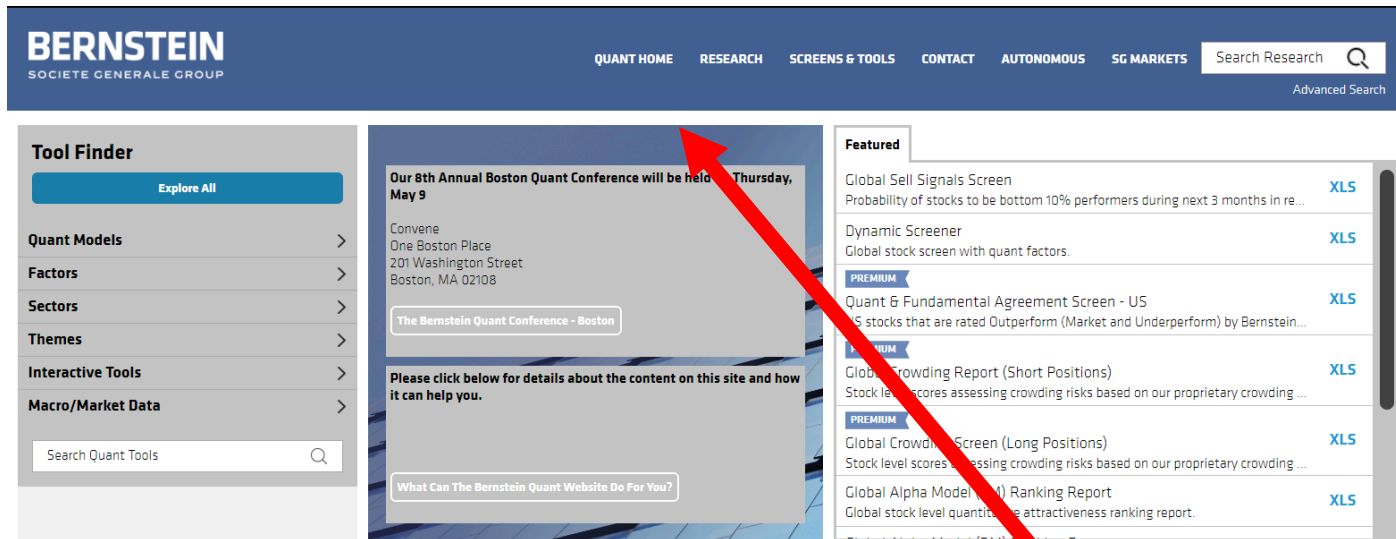 BERNSTEIN
SOCIETE GENERALE GROUP
QUANT HOME RESEARCH SCREENS & TOOLS CONTACT AUTONOMOUS SG MARKETS Search Research
Advanced Search
Tool Finder
Explore All
Quant Models
Factors
Sectors
Themes
Interactive Tools
Macro/Market Data
Search Quant Tools
Our 8th Annual Boston Quant Conference will be held Thursday,
May 9
Convene
One Boston Place
201 Washington Street
Boston, MA 02108
The Bernstein Quant Conference - Boston
Please click below for details about the content on this site and how
it can help you.
What Can The Bernstein Quant Website Do For You?
Featured
Global Sell Signals Screen
Probability of stocks to be bottom 10% performers during next 3 months in re...
XLS
Dynamic Screener
Global stock screen with quant factors.
XLS
PREMIUM
Quant & Fundamental Agreement Screen - US
US stocks that are rated Outperform (Market and Underperform) by Bernstein...
XLS
PREMIUM
Global Crowding Report (Short Positions)
Stock level scores assessing crowding risks based on our proprietary crowding ...
XLS
PREMIUM
Global Crowding Screen (Long Positions)
Stock level scores assessing crowding risks based on our proprietary crowding ...
XLS
Global Alpha Model Ranking Report
Global stock level quantitative attractiveness ranking report.
XLS